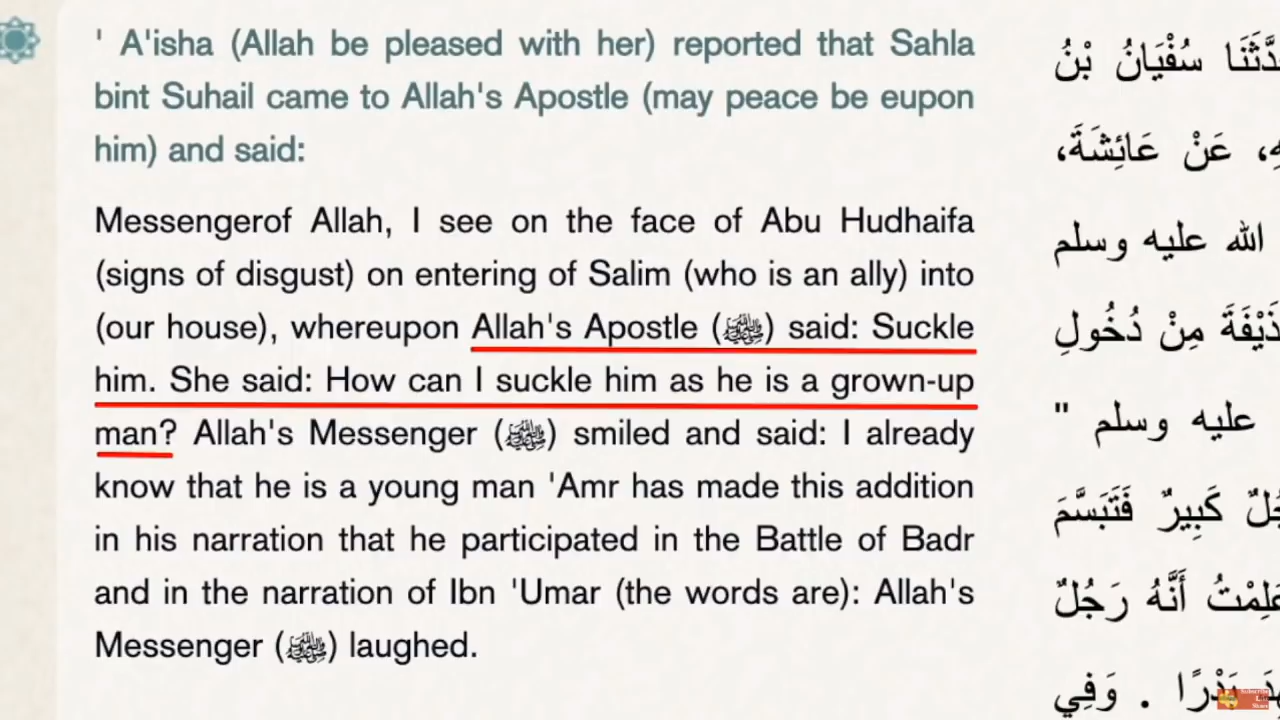 ' A'isha (Allah be pleased with her) reported that Sahla
bint Suhail came to Allah's Apostle (may peace be eupon
him) and said:
Messengerof Allah, I see on the face of Abu Hudhaifa
(signs of disgust) on entering of Salim (who is an ally) into
(our house), whereupon Allah's Apostle (ﷺ) said: Suckle
him. She said: How can I suckle him as he is a grown-up
man? Allah's Messenger (ﷺ) smiled and said: I already
know that he is a young man 'Amr has made this addition
in his narration that he participated in the Battle of Badr
and in the narration of Ibn 'Umar (the words are): Allah's
Messenger (ﷺ) laughed.
سُفْيَانُ بْنُ
عَنْ عَائِشَةَ،
الله عليه وسلم
مِنْ دُخُولِ
عليه وسلم "
كَبِيرٌ فَتَبَسَّمَ
أَنَّهُ رَجُلٌ
. وَفِي
Subscribe
Like
Share